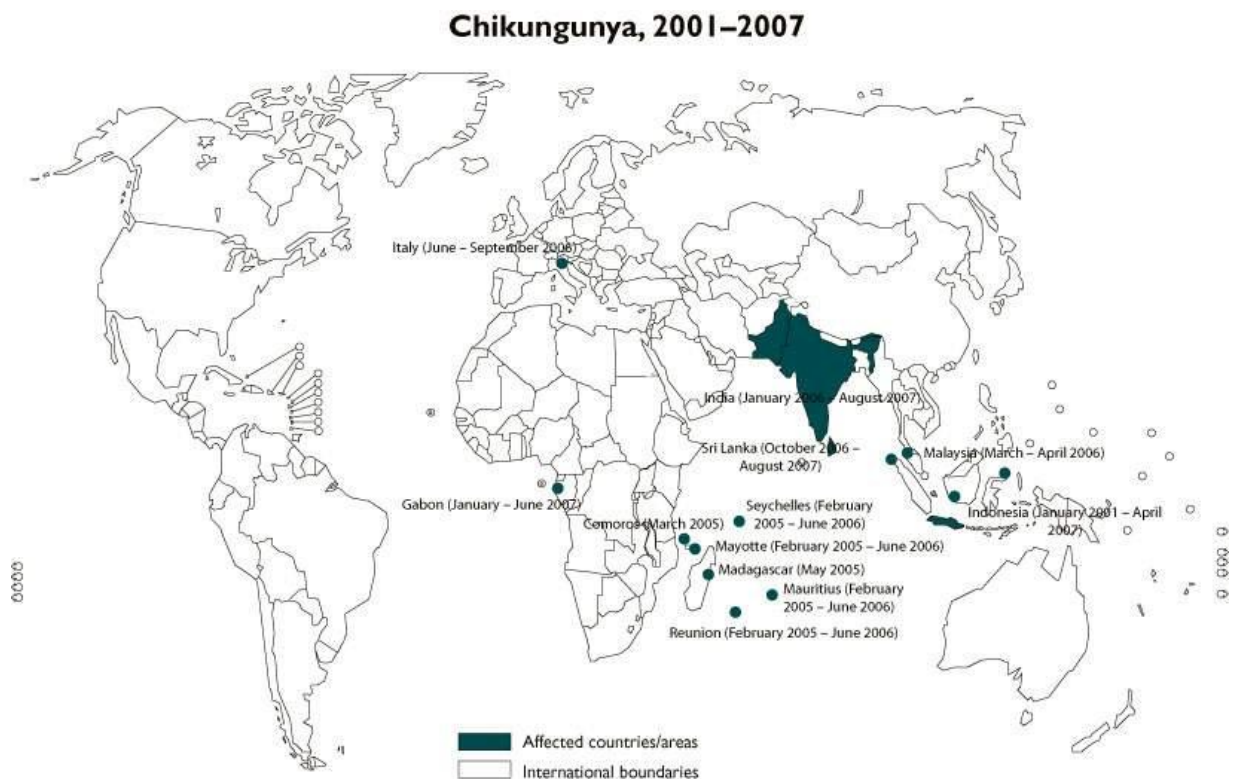 Chikungunya, 2001–2007
Italy (June – September 2006)
India (January 2006 – August 2007)
Sri Lanka (October 2006 –
August 2007)
Malaysia (March – April 2006)
Gabon (January – June 2007)
Seychelles (February
2005 – June 2006)
Indonesia (January 2001 – April
2007)
Comoros (March 2005)
Mayotte (February 2005 – June 2006)
Madagascar (May 2005)
Mauritius (February
2005 – June 2006)
Reunion (February 2005 – June 2006)
Affected countries/areas
International boundaries